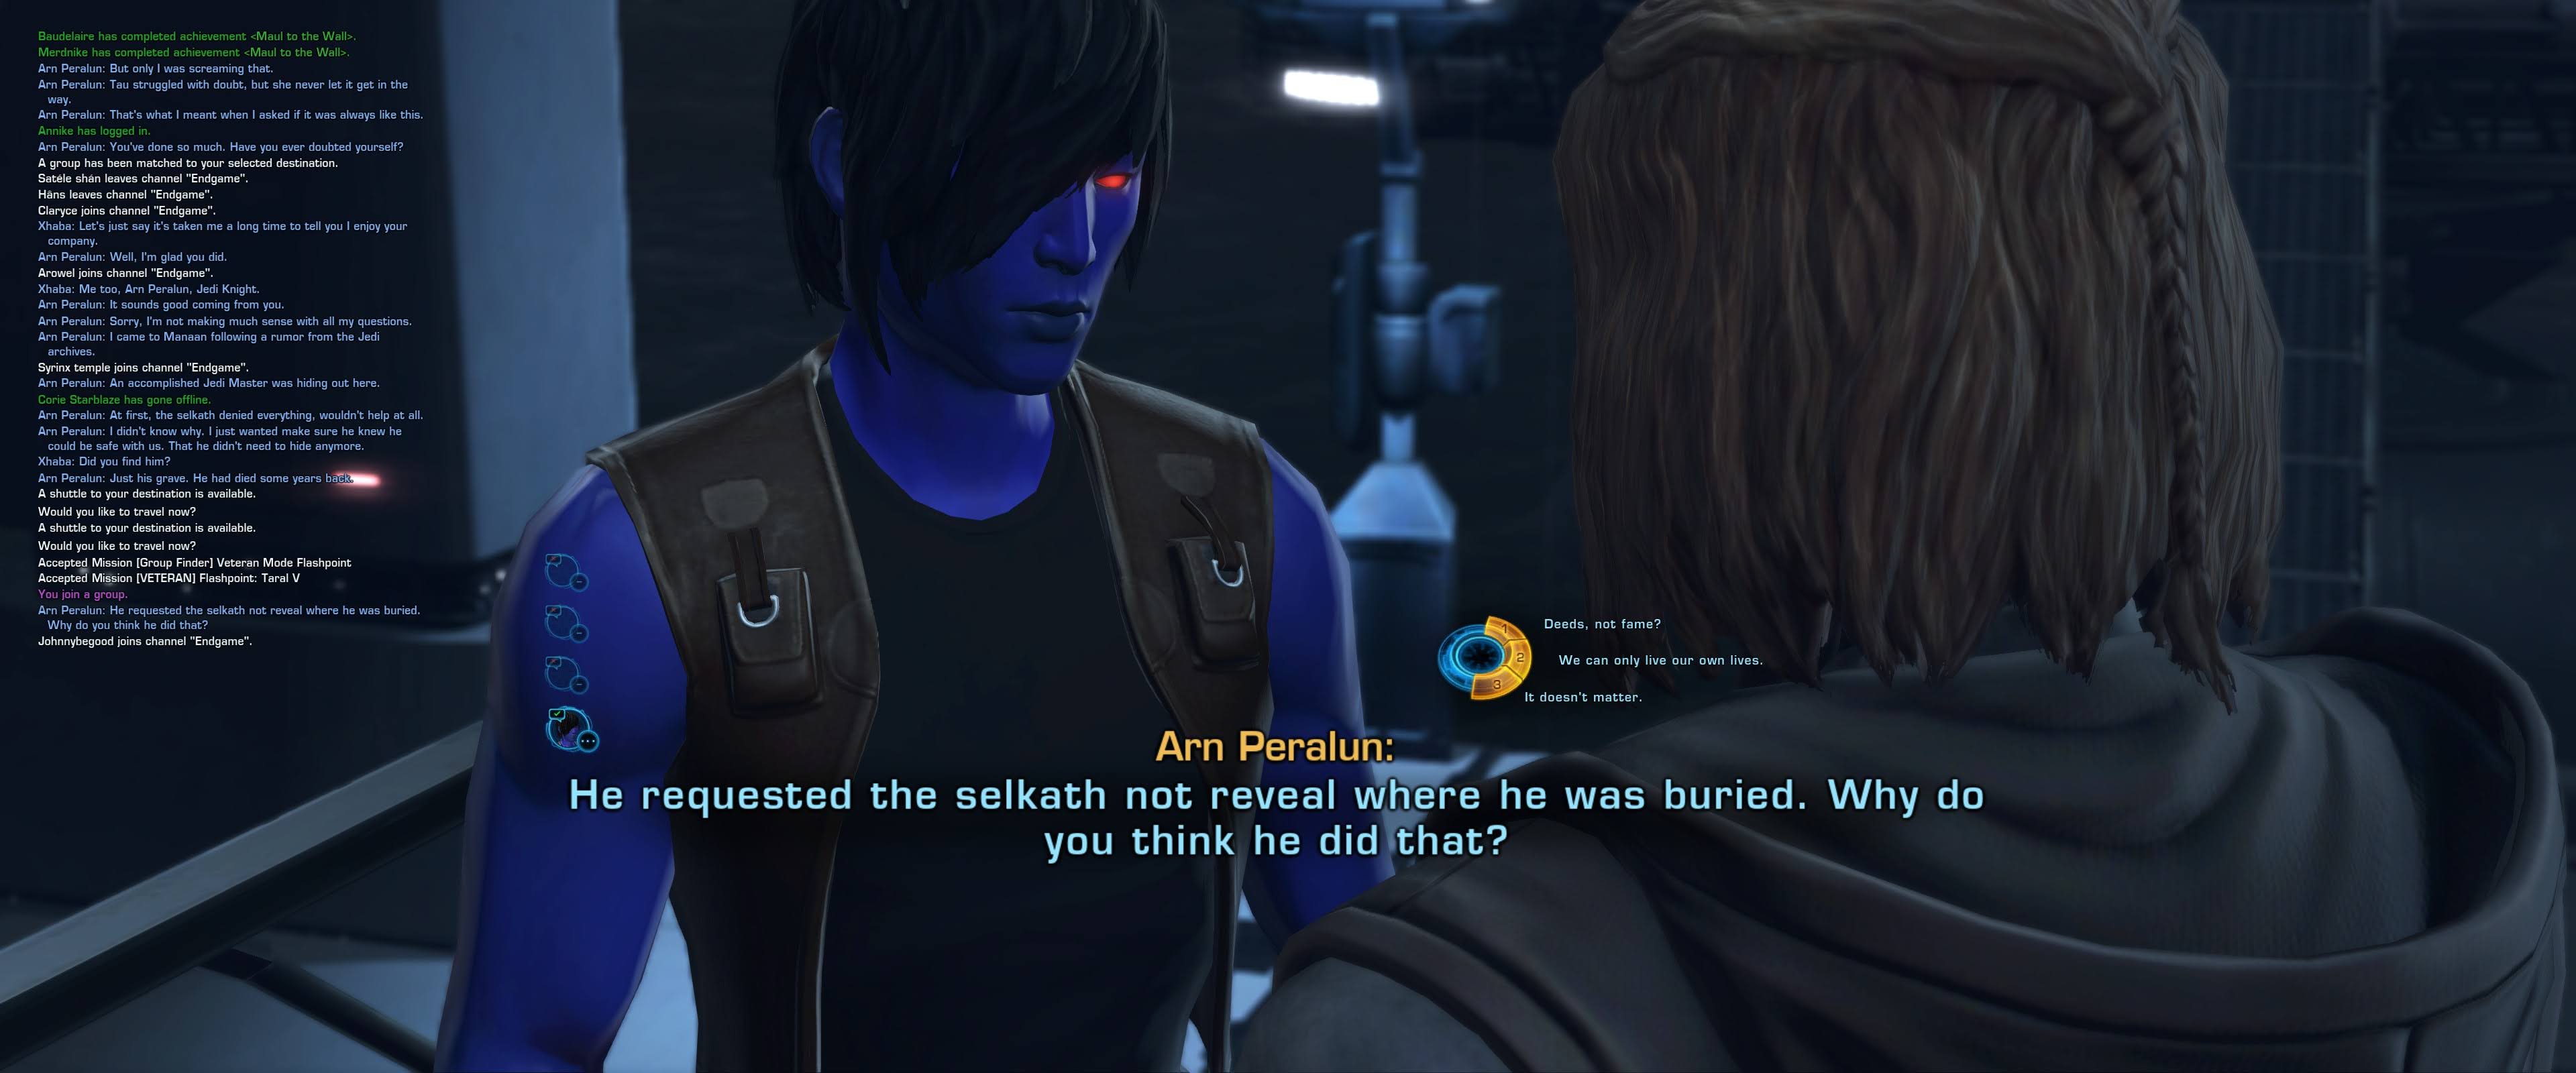 Baudelaire has completed achievement <Maul to the Wall>.
Merdnike has completed achievement <Maul to the Wall>.
Arn Peralun: But only I was screaming that.
Arn Peralun: Tau struggled with doubt, but she never let it get in the
way.
Arn Peralun: That's what I meant when I asked if it was always like this.
Annike has logged in.
Arn Peralun: You've done so much. Have you ever doubted yourself?
A group has been matched to your selected destination.
Satéle shân leaves channel "Endgame".
Hâns leaves channel "Endgame".
Claryce joins channel "Endgame".
Xhaba: Let's just say it's taken me a long time to tell you I enjoy your
company.
Arn Peralun: Well, I'm glad you did.
Arowel joins channel "Endgame".
Xhaba: Me too, Arn Peralun, Jedi Knight.
Arn Peralun: It sounds good coming from you.
Arn Peralun: Sorry, I'm not making much sense with all my questions.
Arn Peralun: I came to Manaan following a rumor from the Jedi
archives.
Syrinx temple joins channel "Endgame".
Arn Peralun: An accomplished Jedi Master was hiding out here.
Corie Starblaze has gone offline.
Arn Peralun: At first, the selkath denied everything, wouldn't help at all.
Arn Peralun: I didn't know why. I just wanted make sure he knew he
could be safe with us. That he didn't need to hide anymore.
Xhaba: Did you find him?
Arn Peralun: Just his grave. He had died some years back.
A shuttle to your destination is available.
Would you like to travel now?
A shuttle to your destination is available.
Would you like to travel now?
Accepted Mission [Group Finder] Veteran Mode Flashpoint
Accepted Mission [VETERAN] Flashpoint: Taral V
You join a group.
Arn Peralun: He requested the selkath not reveal where he was buried.
Why do you think he did that?
Johnnybegood joins channel "Endgame".
1 Deeds, not fame?
2 We can only live our own lives.
3 It doesn't matter.
Arn Peralun:
He requested the selkath not reveal where he was buried. Why do
you think he did that?